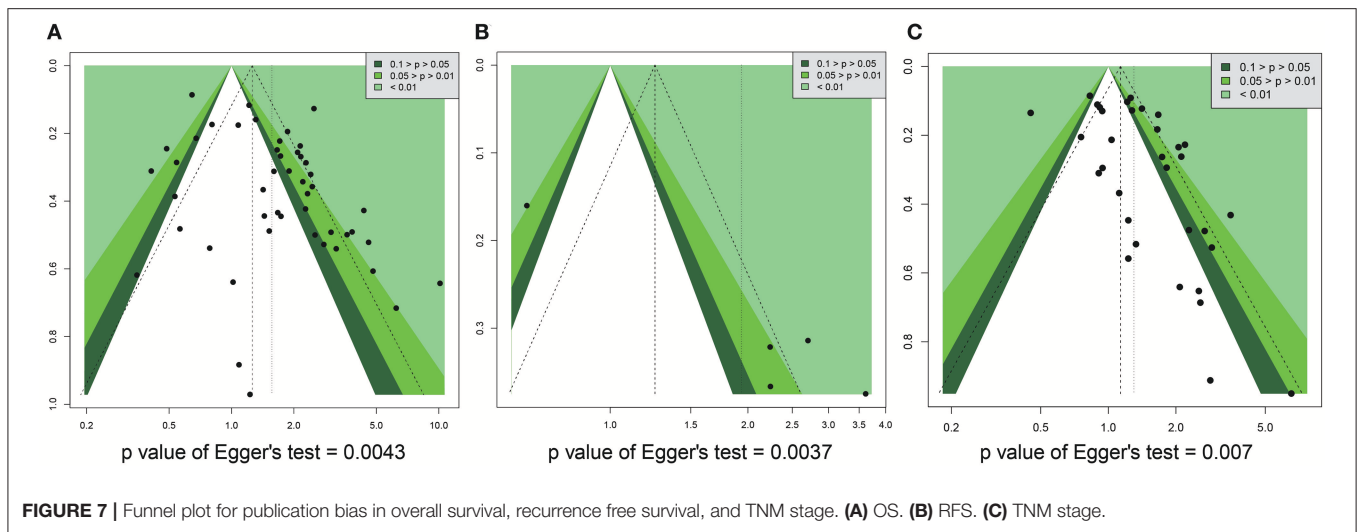 A
B
C
0.1 > p > 0.05
0.05 > p > 0.01
< 0.01
0.0
0.2
0.4
0.6
0.8
1.0
0.2
0.5
1.0
2.0
5.0
10.0
p value of Egger's test = 0.0043
0.1 > p > 0.05
0.05 > p > 0.01
< 0.01
0.0
0.1
0.2
0.3
1.0
1.5
2.0
2.5
3.0
3.5
4.0
p value of Egger's test = 0.0037
0.1 > p > 0.05
0.05 > p > 0.01
< 0.01
0.0
0.2
0.4
0.6
0.8
0.2
0.5
1.0
2.0
5.0
p value of Egger's test = 0.007
FIGURE 7 | Funnel plot for publication bias in overall survival, recurrence free survival, and TNM stage. (A) OS. (B) RFS. (C) TNM stage.